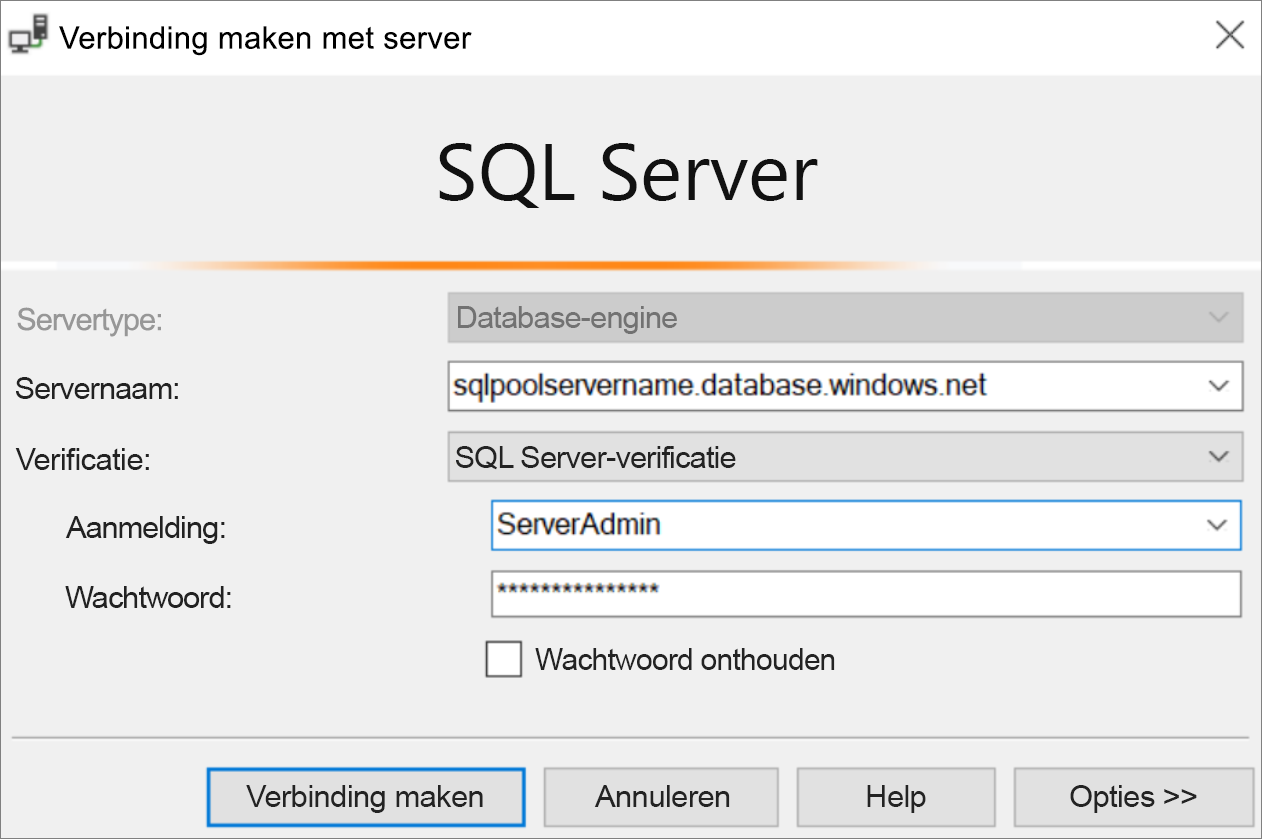 Verbinding maken met server
SQL Server
Servertype: Database-engine
Servernaam: sqlpoolservername.database.windows.net
Verificatie: SQL Server-verificatie
Aanmelding: ServerAdmin
Wachtwoord: ***************
Wachtwoord onthouden
Verbinding maken Annuleren Help Opties >>